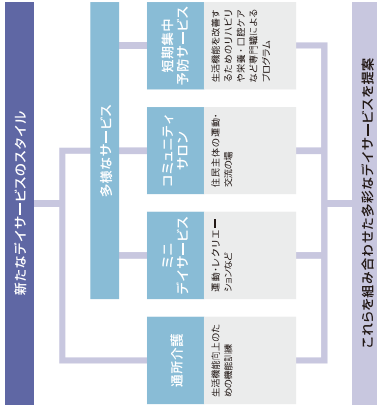 新たなデイサービスのスタイル
多様なサービス
通所介護
生活機能向上のた
めの機能訓練
ミニ
デイサービス
運動・レクリエー
ションなど
コミュニティ
サロン
住民主体の運動・
交流の場
短期集中
予防サービス
生活機能を改善す
るためのリハビリ
や栄養・口腔ケア
など専門職による
プログラム
これらを組み合わせた多彩なデイサービスを提案